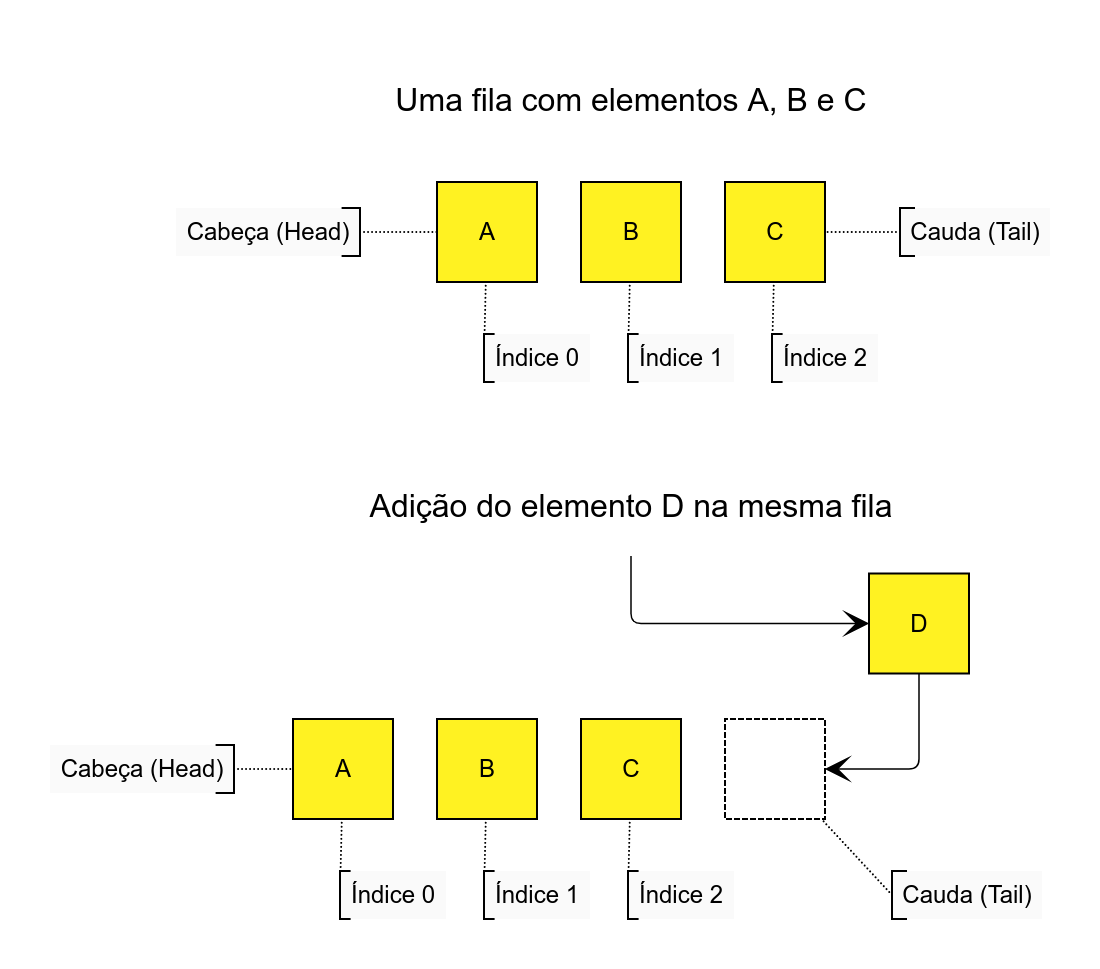 Uma fila com elementos A, B e C
Cabeça (Head)
A
B
C
Cauda (Tail)
Índice 0
Índice 1
Índice 2
Adição do elemento D na mesma fila
D
Cabeça (Head)
A
B
C
Índice 0
Índice 1
Índice 2
Cauda (Tail)